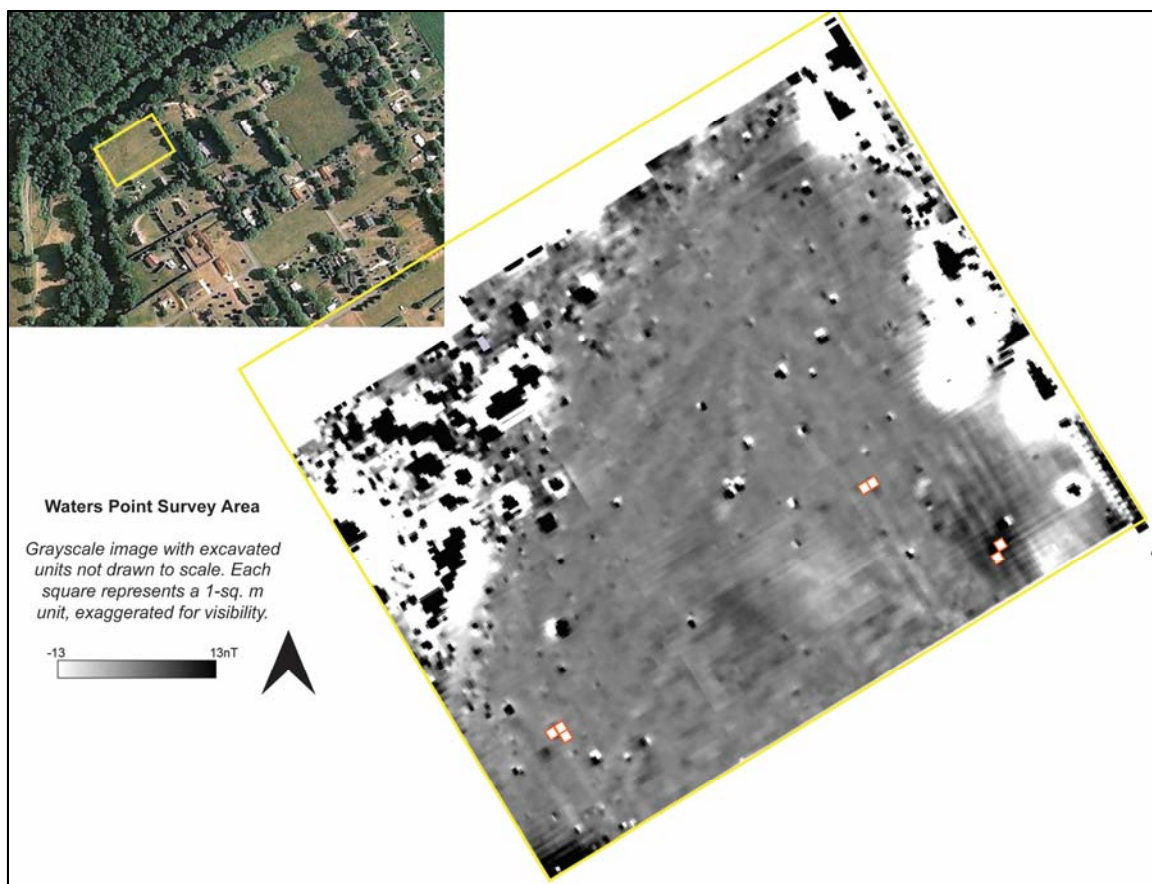 Waters Point Survey Area
Grayscale image with excavated
units not drawn to scale. Each
square represents a 1-sq. m
unit, exaggerated for visibility.
-13 13nT